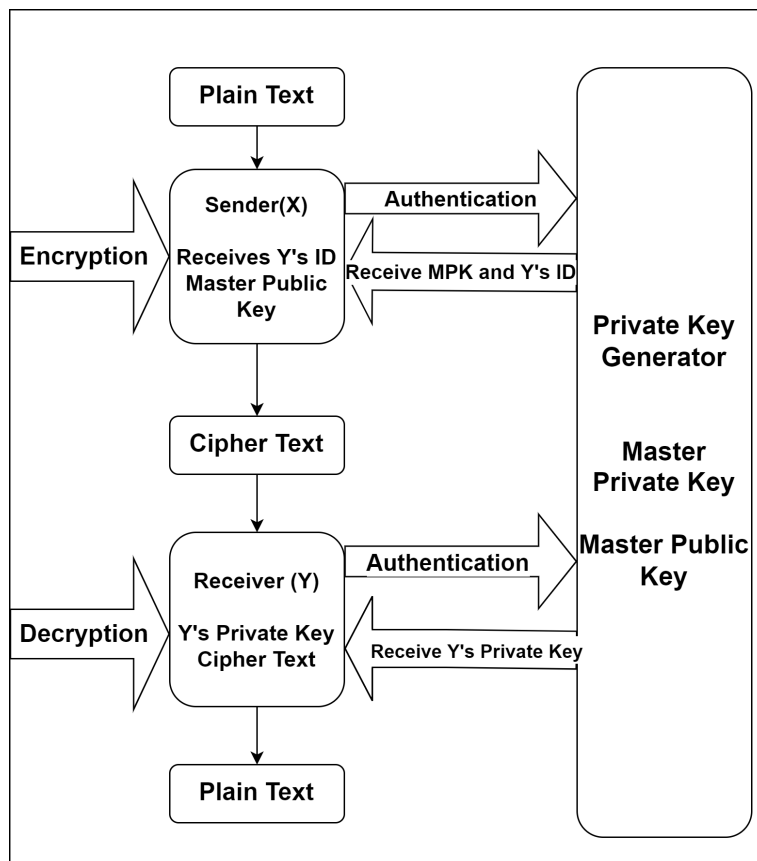 Plain Text
Sender(X)
Receives Y's ID
Master Public
Key
Encryption
Authentication
Receive MPK and Y's ID
Private Key
Generator
Master
Private Key
Master Public
Key
Cipher Text
Receiver (Y)
Y's Private Key
Cipher Text
Decryption
Authentication
Receive Y's Private Key
Plain Text